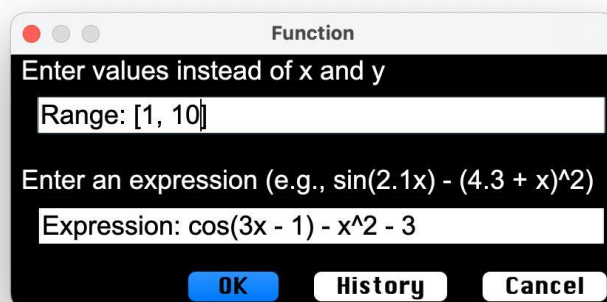 Function
Enter values instead of x and y
Range: [1, 10]
Enter an expression (e.g., sin(2.1x) - (4.3 + x)^2)
Expression: cos(3x - 1) - x^2 - 3
OK History Cancel